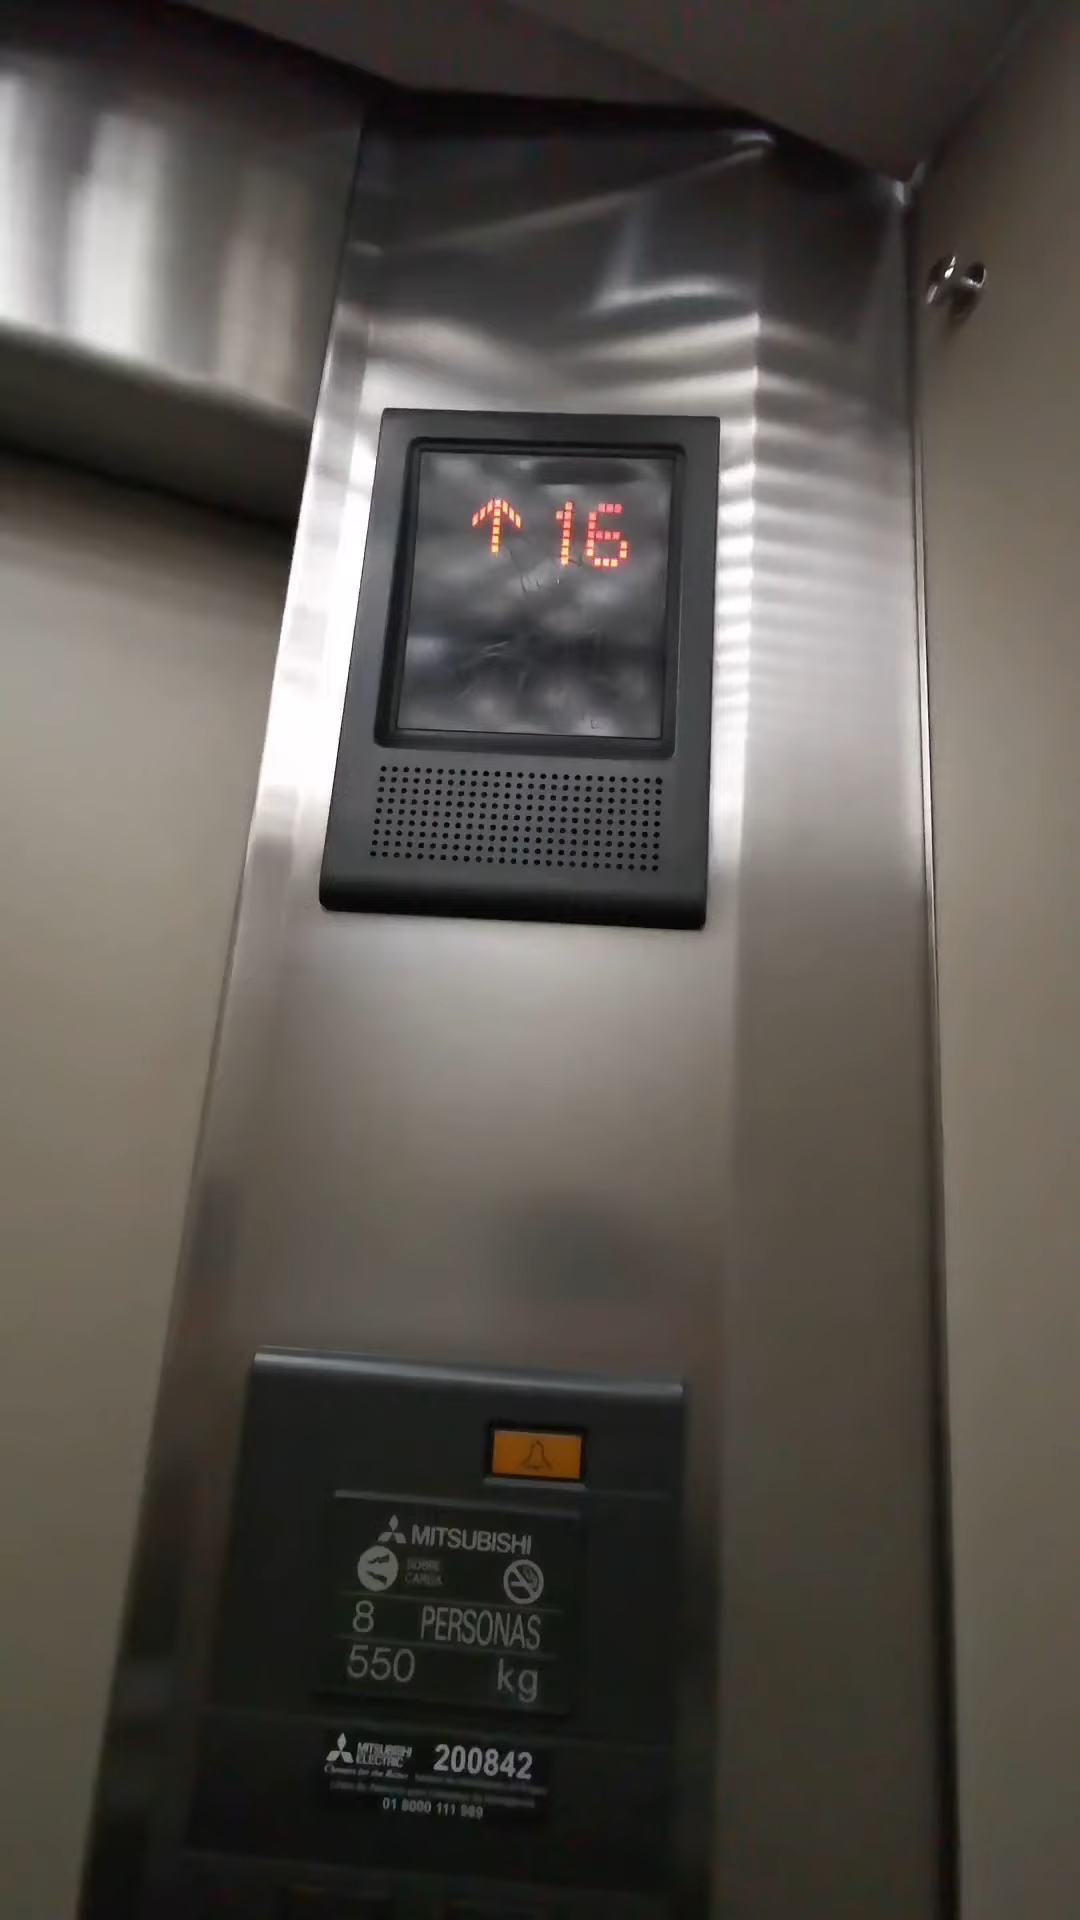 ↑ 16
MITSUBISHI
SOBRE
CARGA
8 PERSONAS
550 kg
MITSUBISHI
ELECTRIC
200842
Changes for the Better
01 8000 111 989